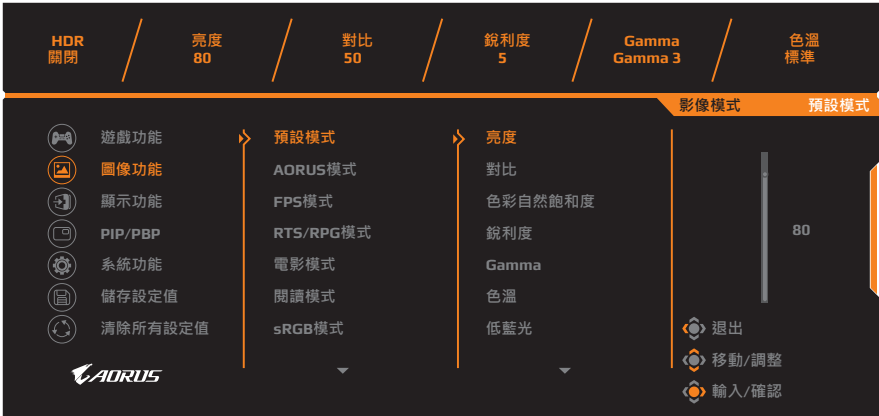 HDR
關閉
亮度
80
對比
50
銳利度
5
Gamma
Gamma 3
色溫
標準
影像模式
預設模式
遊戲功能
圖像功能
顯示功能
PIP/PBP
系統功能
儲存設定值
清除所有設定值
預設模式
AORUS模式
FPS模式
RTS/RPG模式
電影模式
閱讀模式
sRGB模式
亮度
對比
色彩自然飽和度
銳利度
Gamma
色溫
低藍光
80
退出
移動/調整
輸入/確認
AORUS